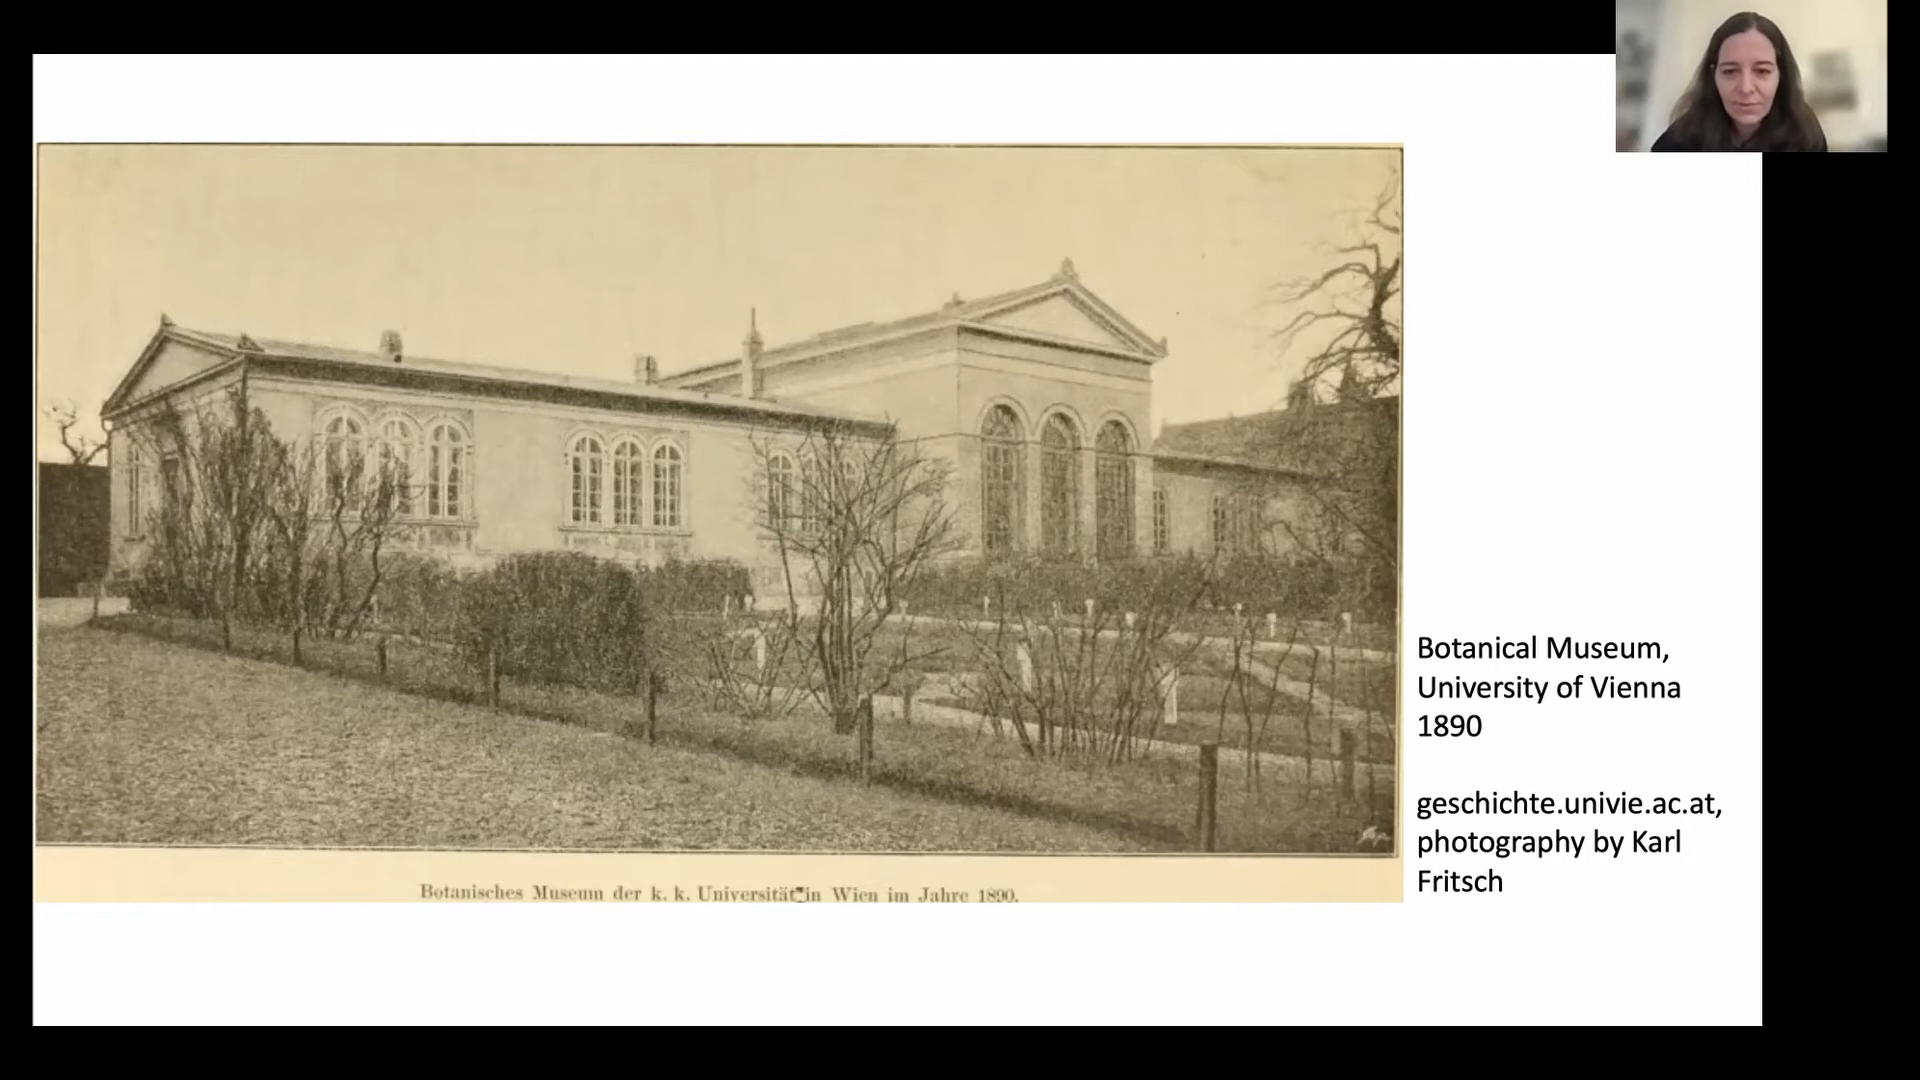 Botanisches Museum der k. k. Universität in Wien im Jahre 1890.
Botanical Museum,
University of Vienna
1890
geschichte.univie.ac.at,
photography by Karl
Fritsch